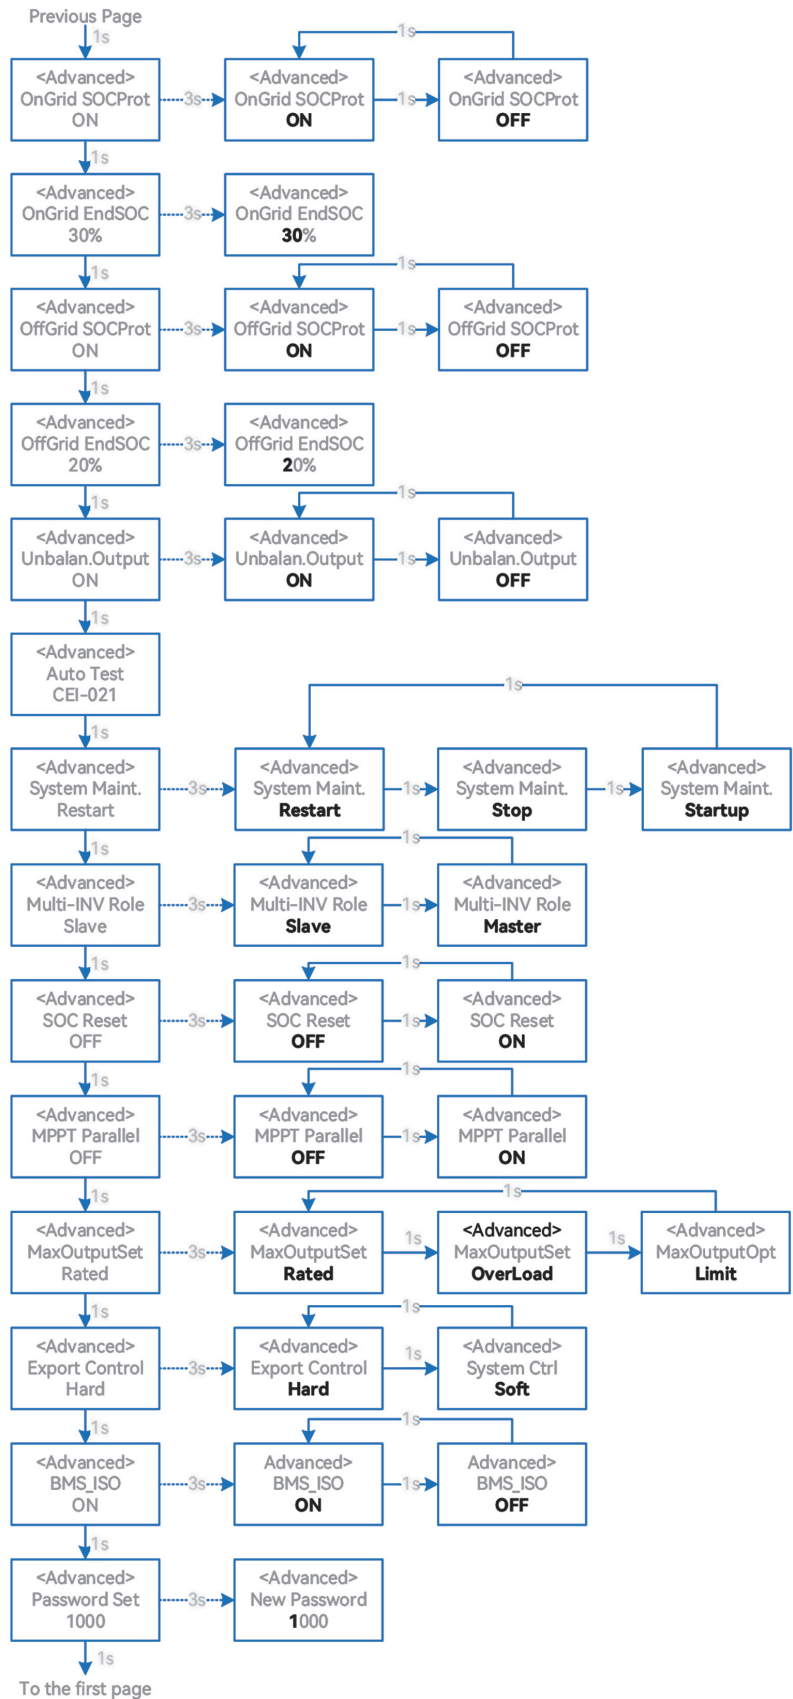 Previous Page
1s
1s
<Advanced>
OnGrid SOCProt
ON
3s
<Advanced>
OnGrid SOCProt
ON
1s
<Advanced>
OnGrid SOCProt
OFF
1s
<Advanced>
OnGrid EndSOC
30%
3s
<Advanced>
OnGrid EndSOC
30%
1s
1s
<Advanced>
OffGrid SOCProt
ON
3s
<Advanced>
OffGrid SOCProt
ON
1s
<Advanced>
OffGrid SOCProt
OFF
1s
<Advanced>
OffGrid EndSOC
20%
3s
<Advanced>
OffGrid EndSOC
20%
1s
1s
<Advanced>
Unbalan.Output
ON
3s
<Advanced>
Unbalan.Output
ON
1s
<Advanced>
Unbalan.Output
OFF
1s
<Advanced>
Auto Test
CEI-021
1s
1s
<Advanced>
System Maint.
Restart
3s
<Advanced>
System Maint.
Restart
1s
<Advanced>
System Maint.
Stop
1s
<Advanced>
System Maint.
Startup
1s
1s
<Advanced>
Multi-INV Role
Slave
3s
<Advanced>
Multi-INV Role
Slave
1s
<Advanced>
Multi-INV Role
Master
1s
1s
<Advanced>
SOC Reset
OFF
3s
<Advanced>
SOC Reset
OFF
1s
<Advanced>
SOC Reset
ON
1s
1s
<Advanced>
MPPT Parallel
OFF
3s
<Advanced>
MPPT Parallel
OFF
1s
<Advanced>
MPPT Parallel
ON
1s
1s
<Advanced>
MaxOutputSet
Rated
3s
<Advanced>
MaxOutputSet
Rated
1s
<Advanced>
MaxOutputSet
OverLoad
1s
<Advanced>
MaxOutputOpt
Limit
1s
1s
<Advanced>
Export Control
Hard
3s
<Advanced>
Export Control
Hard
1s
<Advanced>
System Ctrl
Soft
1s
1s
<Advanced>
BMS_ISO
ON
3s
Advanced>
BMS_ISO
ON
1s
Advanced>
BMS_ISO
OFF
1s
<Advanced>
Password Set
1000
3s
<Advanced>
New Password
1000
1s
To the first page